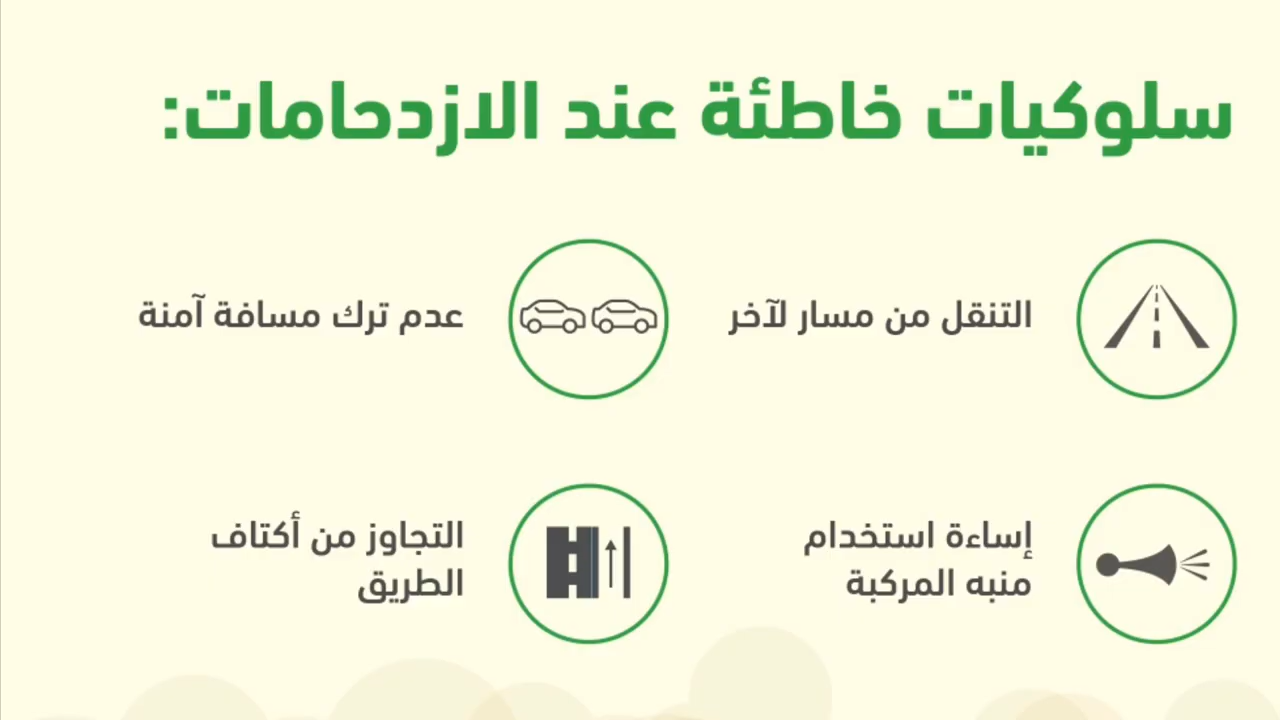 سلوكيات خاطئة عند الازدحامات:
التنقل من مسار لآخر
عدم ترك مسافة آمنة
إساءة استخدام
منبه المركبة
التجاوز من أكتاف
الطريق